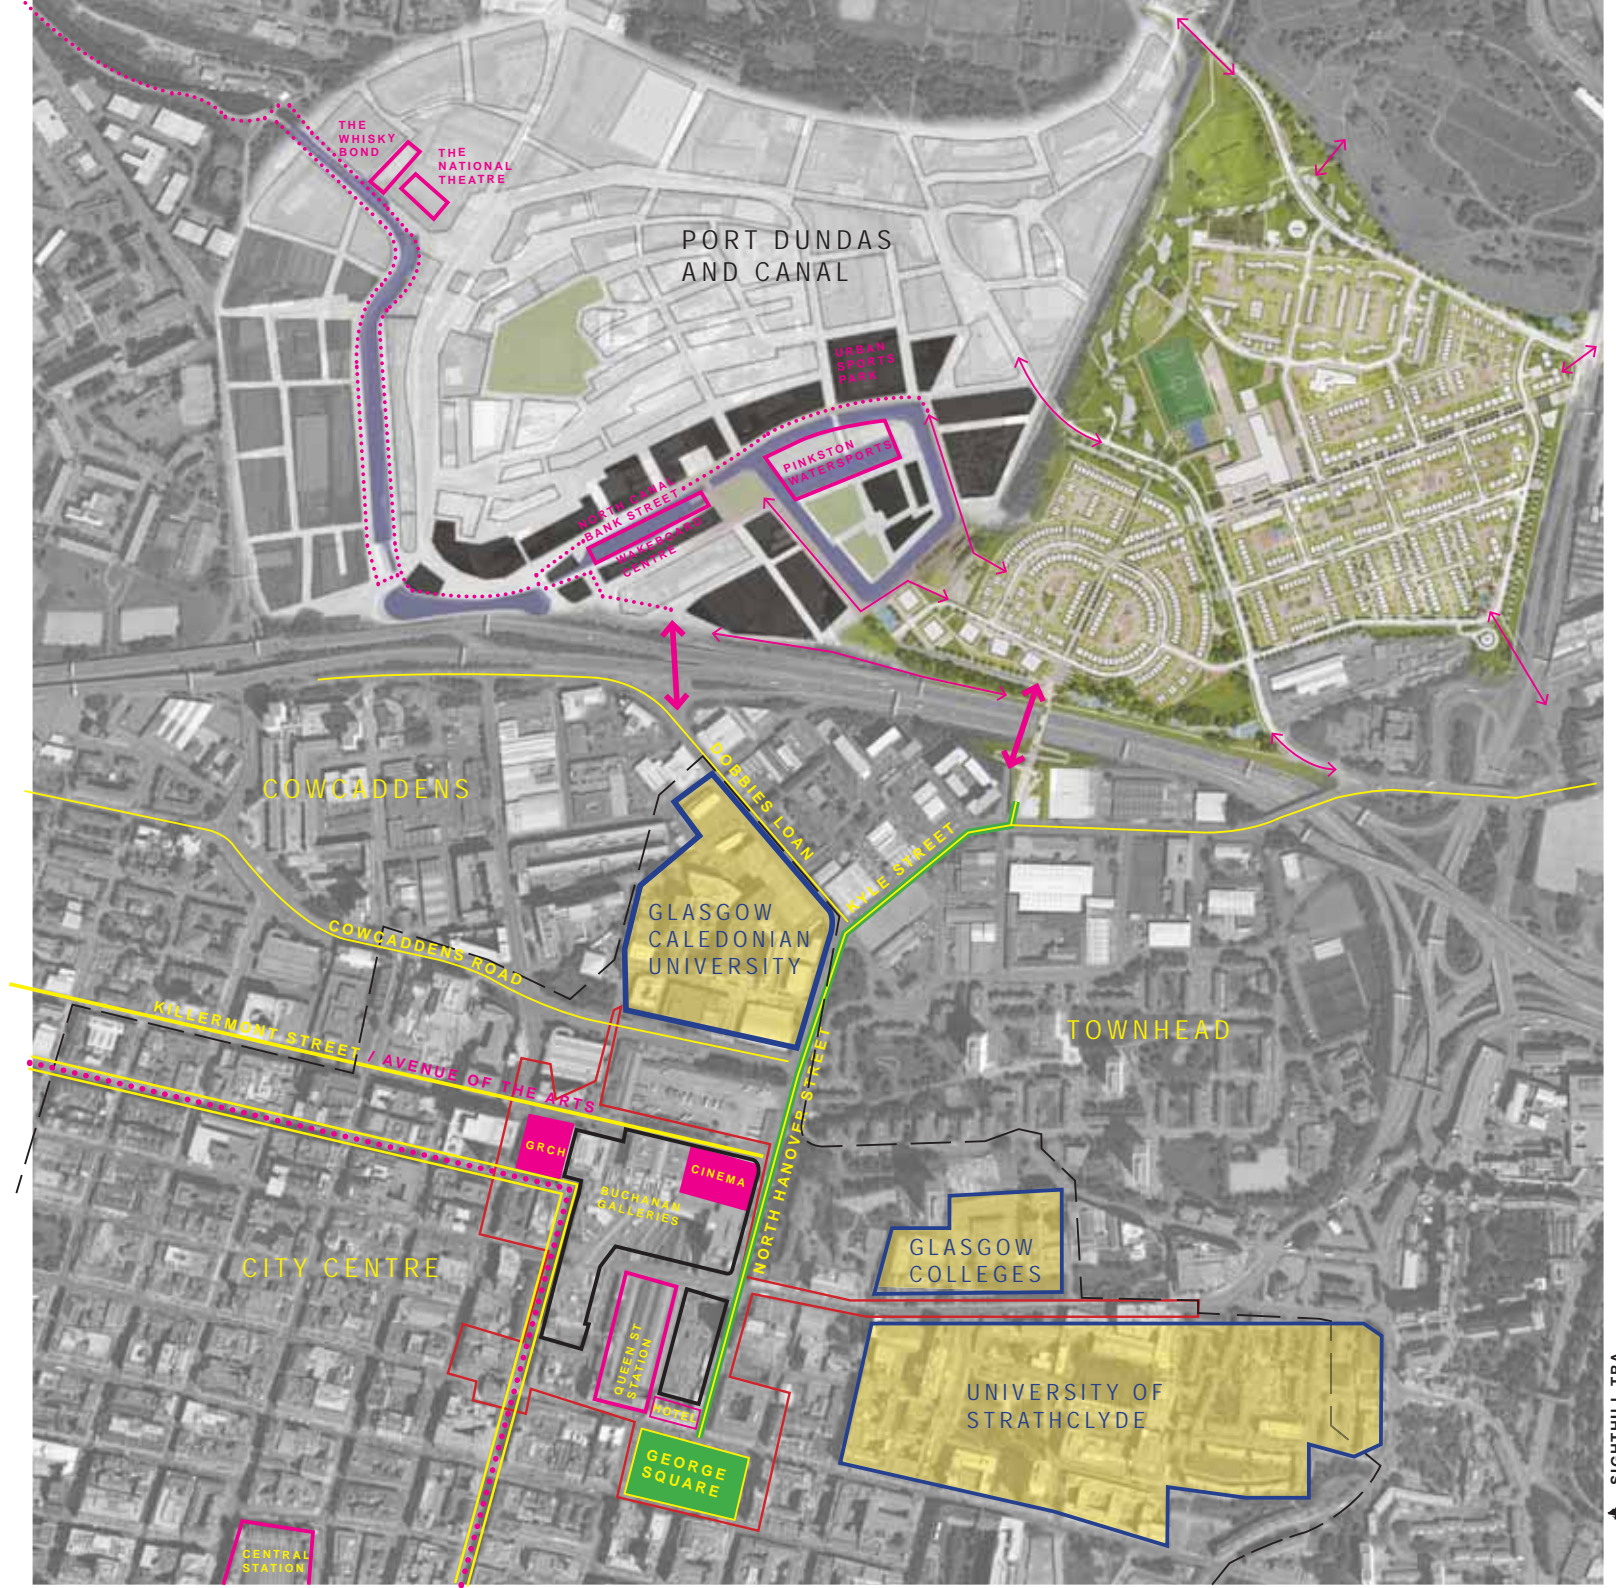 THE
WHISKY
BOND
THE
NATIONAL
THEATRE
PORT DUNDAS
AND CANAL
URBAN
SPORTS
PARK
PINKSTON
WATERSPORTS
NORTH CANAL
BANK STREET
WAKEBOARD
CENTRE
DOBBIES LOAN
COWCADDENS
KYLE STREET
GLASGOW
CALEDONIAN
UNIVERSITY
COWCADDENS ROAD
KILLERMONT STREET / AVENUE OF THE ARTS
TOWNHEAD
NORTH HANOVER STREET
GRCH
CINEMA
BUCHANAN
GALLERIES
CITY CENTRE
GLASGOW
COLLEGES
QUEEN ST
STATION
HOTEL
UNIVERSITY OF
STRATHCLYDE
GEORGE
SQUARE
CENTRAL
STATION